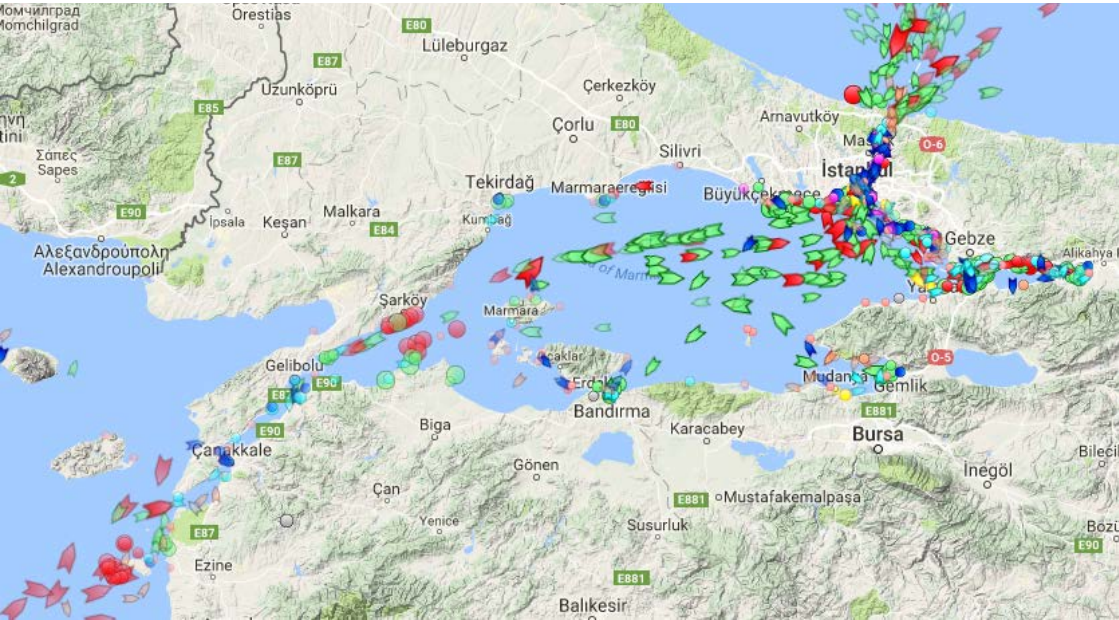 Момчилград
Momchilgrad
Orestias
E80
Lüleburgaz
E87
Uzunköprü
Çerkezköy
E85
Arnavutköy
Çorlu
E80
O-6
Σάπες
Sapes
E87
Silivri
İstanbul
2
Tekirdağ
Marmaraereğlisi
Büyükçekmece
E90
İpsala
Keşan
Malkara
E84
Kumbağ
Gebze
Αλεξανδρούπολη
Alexandroupoli
Alikahya
Şarköy
Marmara
O-5
Gelibolu
E90
E87
Mudanya
Gemlik
Bandırma
E881
E90
Biga
Karacabey
Bursa
Çanakkale
Gönen
İnegöl
Çan
E881
Mustafakemalpaşa
Yenice
Susurluk
E87
E90
Ezine
E881
Balıkesir